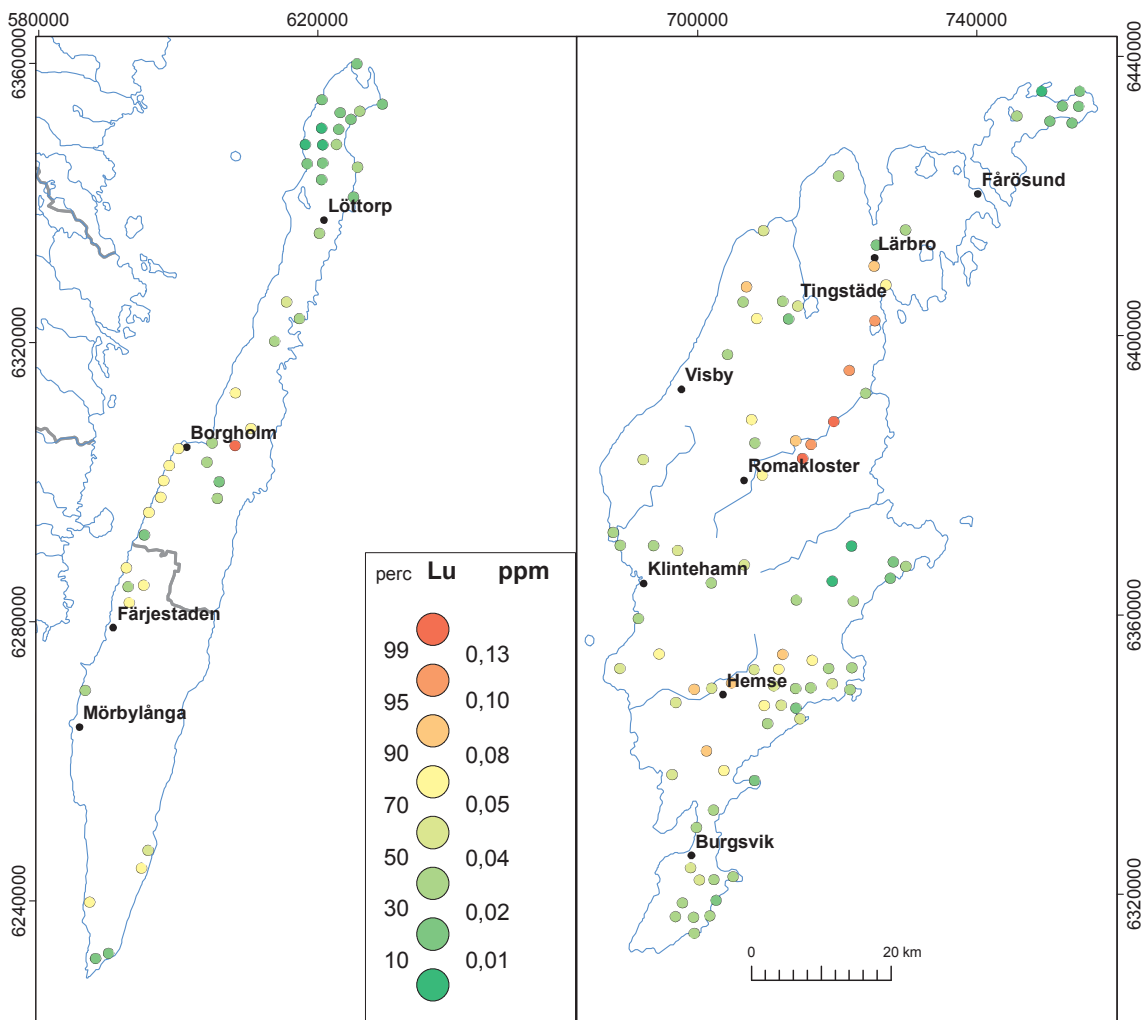 580000
620000
700000
740000
6360000
6320000
6280000
6240000
6440000
6400000
6360000
6320000
Löttorp
Borgholm
Färjestaden
Mörbylånga
Fårösund
Lärbro
Tingstäde
Visby
Romakloster
Klintehamn
Hemse
Burgsvik
perc Lu ppm
99 0,13
95 0,10
90 0,08
70 0,05
50 0,04
30 0,02
10 0,01
0 20 km